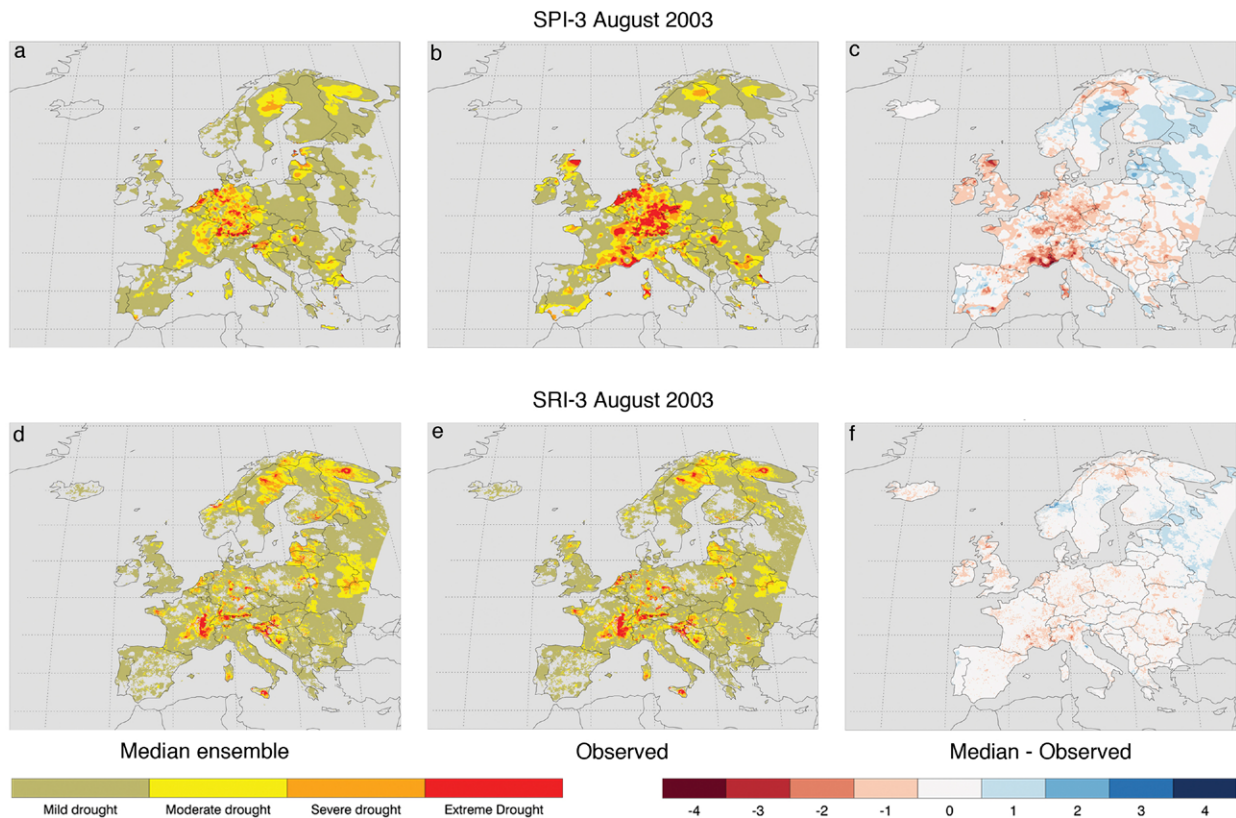 SPI-3 August 2003
a
b
c
SRI-3 August 2003
d
e
f
Median ensemble
Observed
Median - Observed
Mild drought
Moderate drought
Severe drought
Extreme Drought
-4
-3
-2
-1
0
1
2
3
4